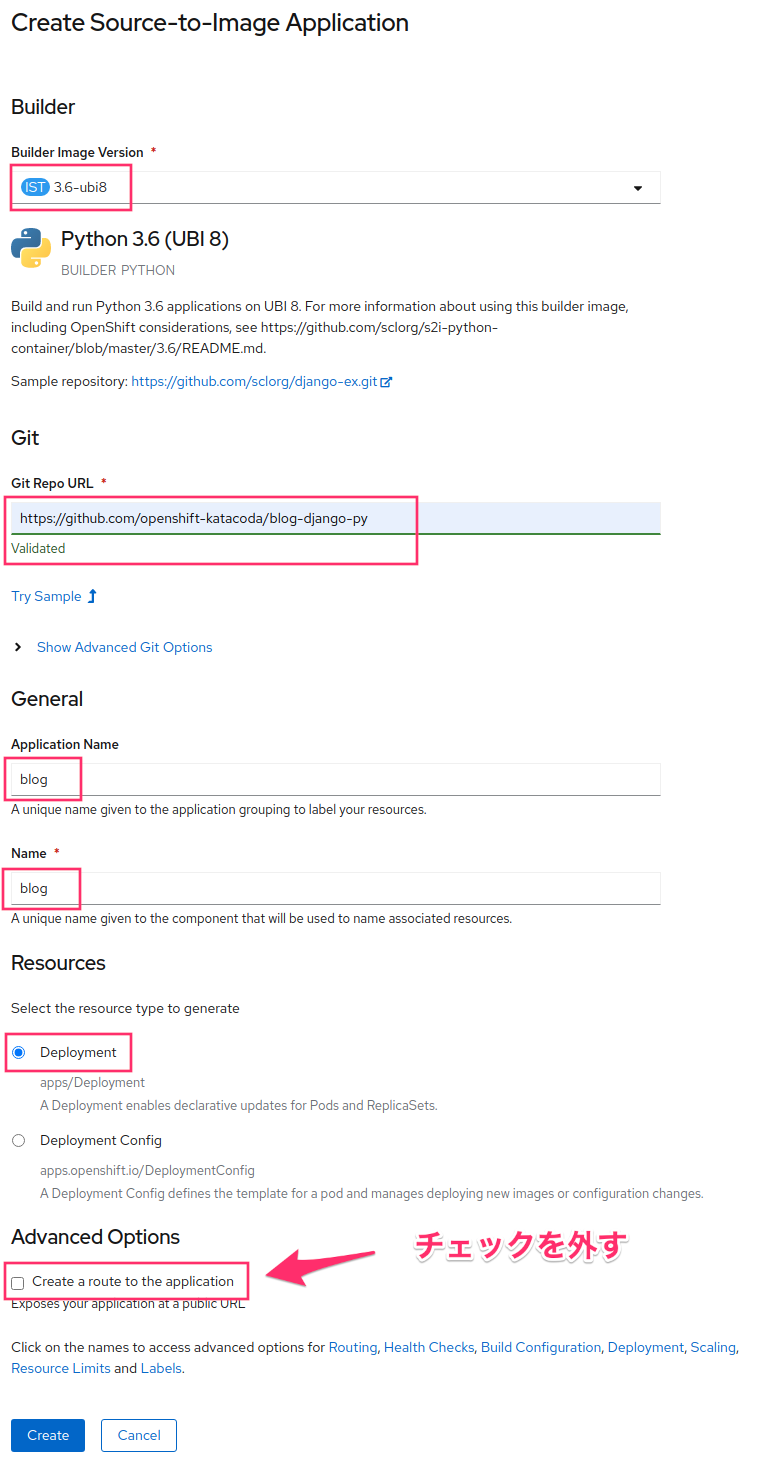 Create Source-to-Image Application
Builder
Builder Image Version *
IST 3.6-ubi8
Python 3.6 (UBI 8)
BUILDER PYTHON
Build and run Python 3.6 applications on UBI 8. For more information about using this builder image,
including OpenShift considerations, see https://github.com/sclorg/s2i-python-
container/blob/master/3.6/README.md.
Sample repository: https://github.com/sclorg/django-ex.git
Git
Git Repo URL *
https://github.com/openshift-katacoda/blog-django-py
Validated
Try Sample
Show Advanced Git Options
General
Application Name
blog
A unique name given to the application grouping to label your resources.
Name *
blog
A unique name given to the component that will be used to name associated resources.
Resources
Select the resource type to generate
Deployment
apps/Deployment
A Deployment enables declarative updates for Pods and ReplicaSets.
Deployment Config
apps.openshift.io/DeploymentConfig
A Deployment Config defines the template for a pod and manages deploying new images or configuration changes.
Advanced Options
チェックを外す
Create a route to the application
Exposes your application at a public URL
Click on the names to access advanced options for Routing, Health Checks, Build Configuration, Deployment, Scaling,
Resource Limits and Labels.
Create Cancel